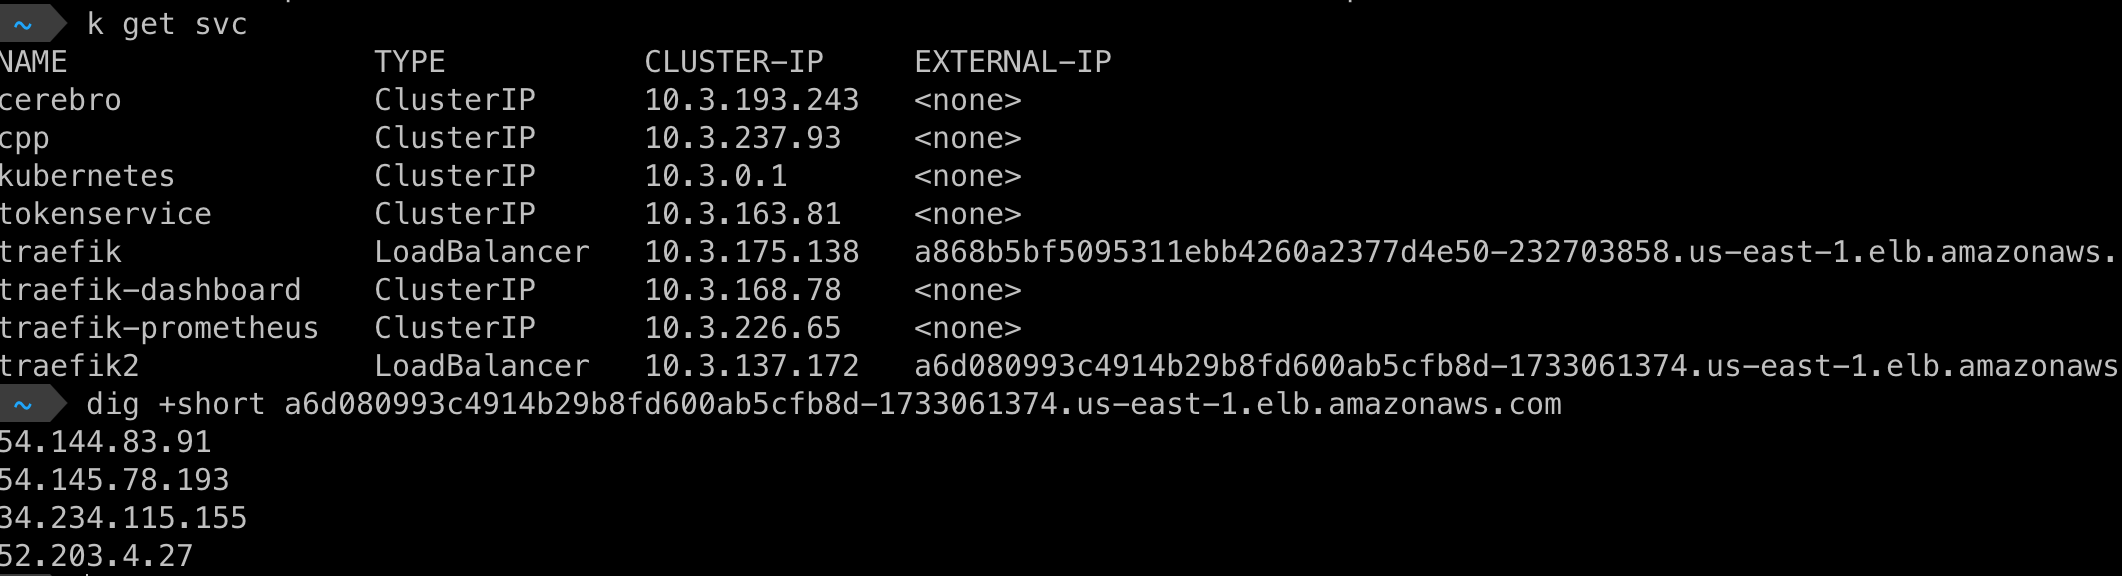 ~ k get svc
NAME TYPE CLUSTER-IP EXTERNAL-IP
cerebro ClusterIP 10.3.193.243 <none>
cpp ClusterIP 10.3.237.93 <none>
kubernetes ClusterIP 10.3.0.1 <none>
tokenservice ClusterIP 10.3.163.81 <none>
traefik LoadBalancer 10.3.175.138 a868b5bf5095311ebb4260a2377d4e50-232703858.us-east-1.elb.amazonaws.
traefik-dashboard ClusterIP 10.3.168.78 <none>
traefik-prometheus ClusterIP 10.3.226.65 <none>
traefik2 LoadBalancer 10.3.137.172 a6d080993c4914b29b8fd600ab5cfb8d-1733061374.us-east-1.elb.amazonaws
~ dig +short a6d080993c4914b29b8fd600ab5cfb8d-1733061374.us-east-1.elb.amazonaws.com
54.144.83.91
54.145.78.193
34.234.115.155
52.203.4.27